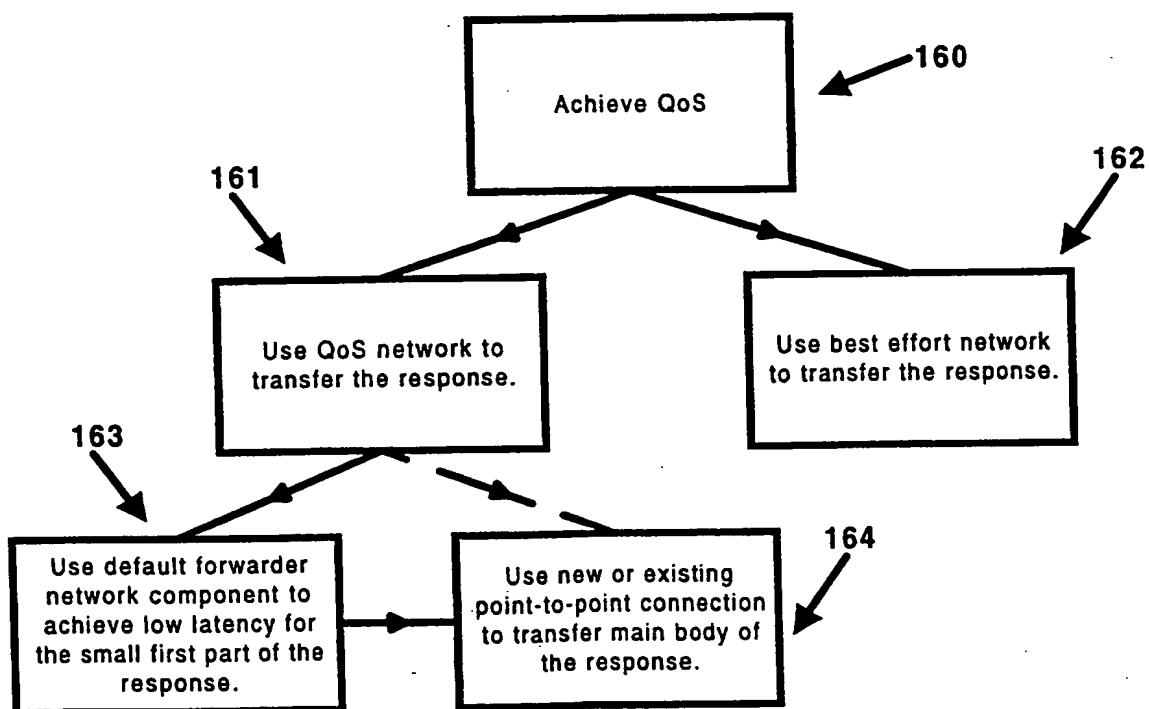 160
Achieve QoS
161
162
Use QoS network to
transfer the response.
Use best effort network
to transfer the response.
163
164
Use default forwarder
network component to
achieve low latency for
the small first part of the
response.
Use new or existing
point-to-point connection
to transfer main body of
the response.